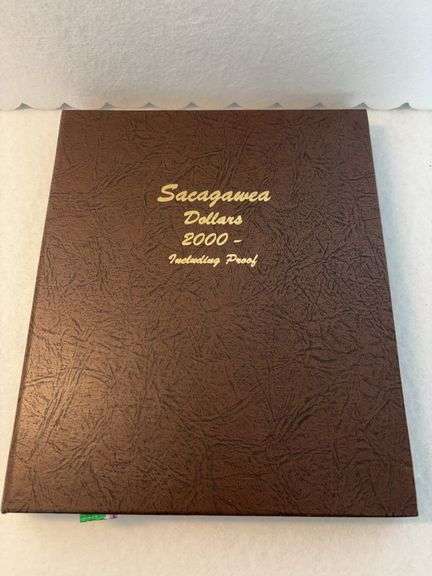 Sacagawea
Dollars
2000 -
Including Proof